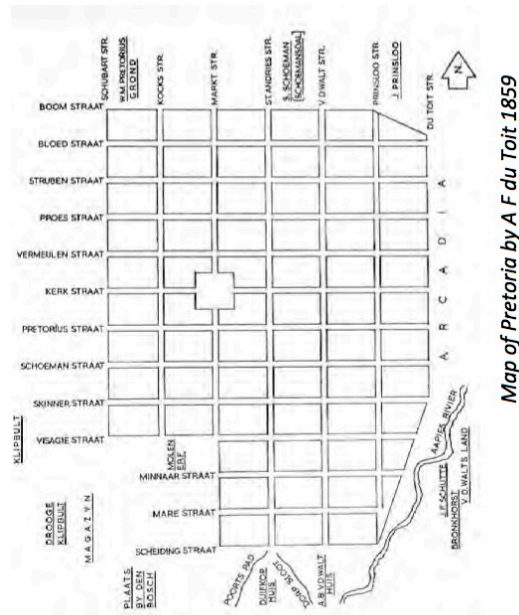 SCHUBART STR.
W.M. PRETORIUS
GROND
KOCKS STR.
MARKT STR.
ST. ANDRIES STR.
S. SCHOEMAN
[SCHORMANSDAL]
V. D WALT STR.
PRINSLOO STR.
J. PRINSLOO
DU TOIT STR.
N.
BOOM STRAAT
BLOED STRAAT
STRUBEN STRAAT
PROES STRAAT
VERMEULEN STRAAT
KERK STRAAT
PRETORIUS STRAAT
SCHOEMAN STRAAT
SKINNER STRAAT
VISAGIE STRAAT
MINNAAR STRAAT
MARE STRAAT
SCHEIDING STRAAT
ARCADIA
KLIPBULT
MOLEN
ERF
DROOGE
KLIPBULT
MAGAZYN
PLAATS
BY DEN
BOSCH
POORTS PAD
DUIFKOP
HUIS
DORP SLOOT
A.B.V.D WALT
HUIS
AAPJES RIVIER
J.F. SCHUTTE
BRONKHORST
V. D. WALTS LAND
Map of Pretoria by A F du Toit 1859